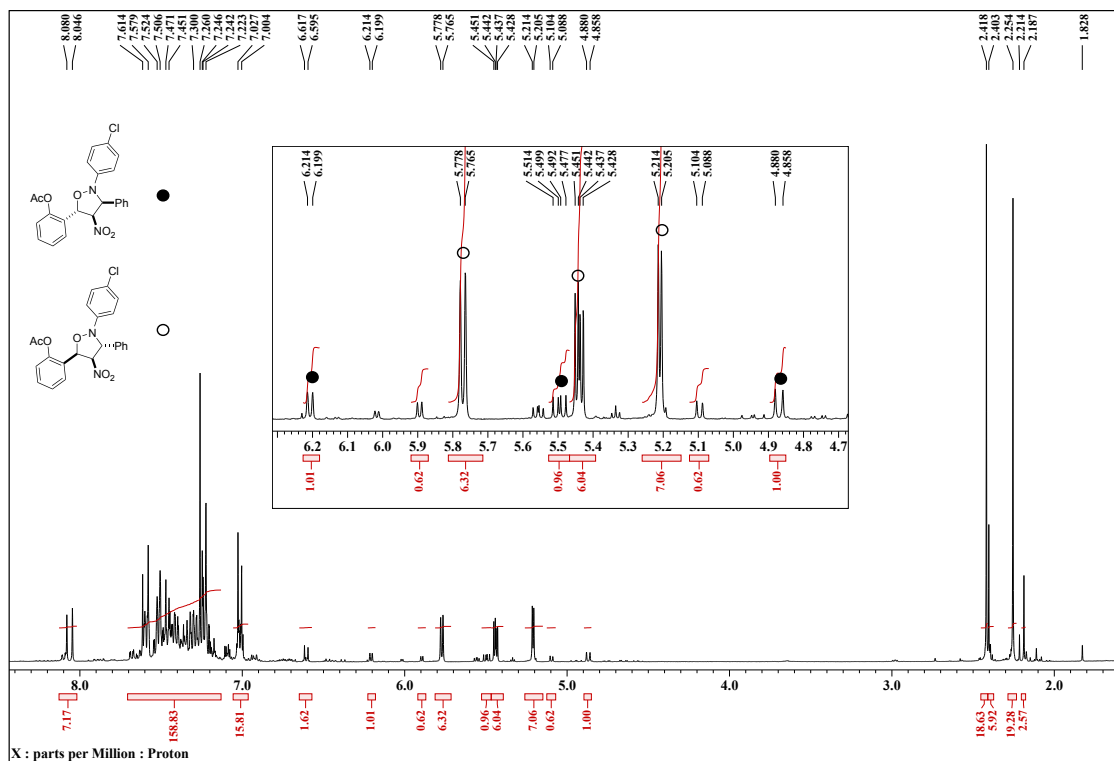 8.080 8.046 7.614 7.579 7.524 7.506 7.471 7.451 7.300 7.260 7.246 7.242 7.223 7.027 7.004 6.617 6.595 6.214 6.199 5.778 5.765 5.451 5.442 5.437 5.428 5.214 5.205 5.104 5.088 4.880 4.858 2.418 2.403 2.254 2.214 2.187 1.828
Cl
N
O
AcO
Ph
NO2
Cl
N
O
AcO
Ph
NO2
6.214 6.199 5.778 5.765 5.514 5.499 5.492 5.477 5.451 5.442 5.437 5.428 5.214 5.205 5.104 5.088 4.880 4.858
6.2 6.1 6.0 5.9 5.8 5.7 5.6 5.5 5.4 5.3 5.2 5.1 5.0 4.9 4.8 4.7
1.01 0.62 6.32 0.96 6.04 7.06 0.62 1.00
8.0 7.0 6.0 5.0 4.0 3.0 2.0
7.17 158.83 15.81 1.62 1.01 0.62 6.32 0.96 6.04 7.06 0.62 1.00 18.63 5.92 19.28 2.57
X : parts per Million : Proton